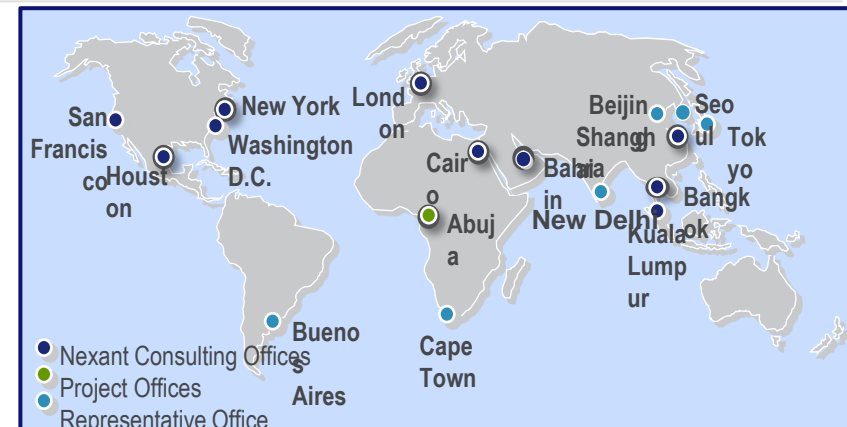 San
Francis
co
Houst
on
New York
Washington
D.C.
Lond
on
Cair
o
Bahra
in
Abuj
a
Beijin
g
Shangh
ai
Seo
ul
Tok
yo
New Delhi
Bangk
ok
Kuala
Lump
ur
Bueno
s
Aires
Cape
Town
Nexant Consulting Offices
Project Offices
Representative Office